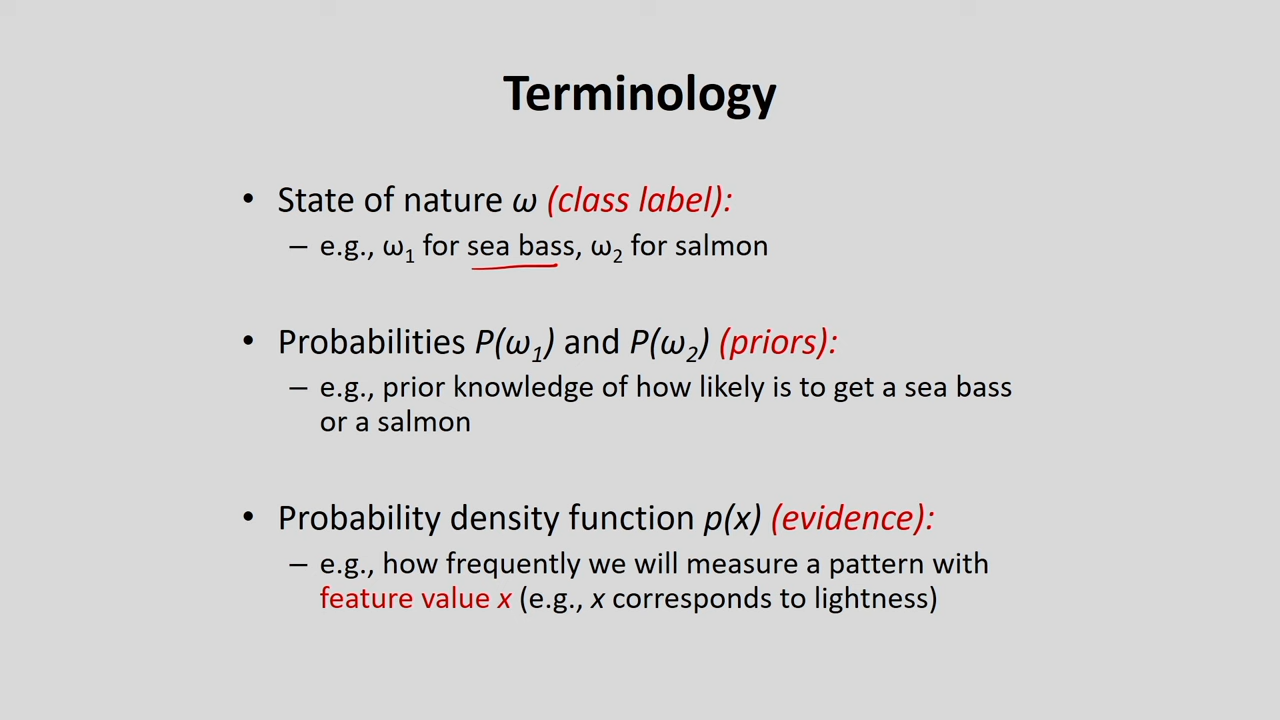 Terminology
• State of nature ω (class label):
– e.g., ω₁ for sea bass, ω₂ for salmon
• Probabilities P(ω₁) and P(ω₂) (priors):
– e.g., prior knowledge of how likely is to get a sea bass
or a salmon
• Probability density function p(x) (evidence):
– e.g., how frequently we will measure a pattern with
feature value x (e.g., x corresponds to lightness)